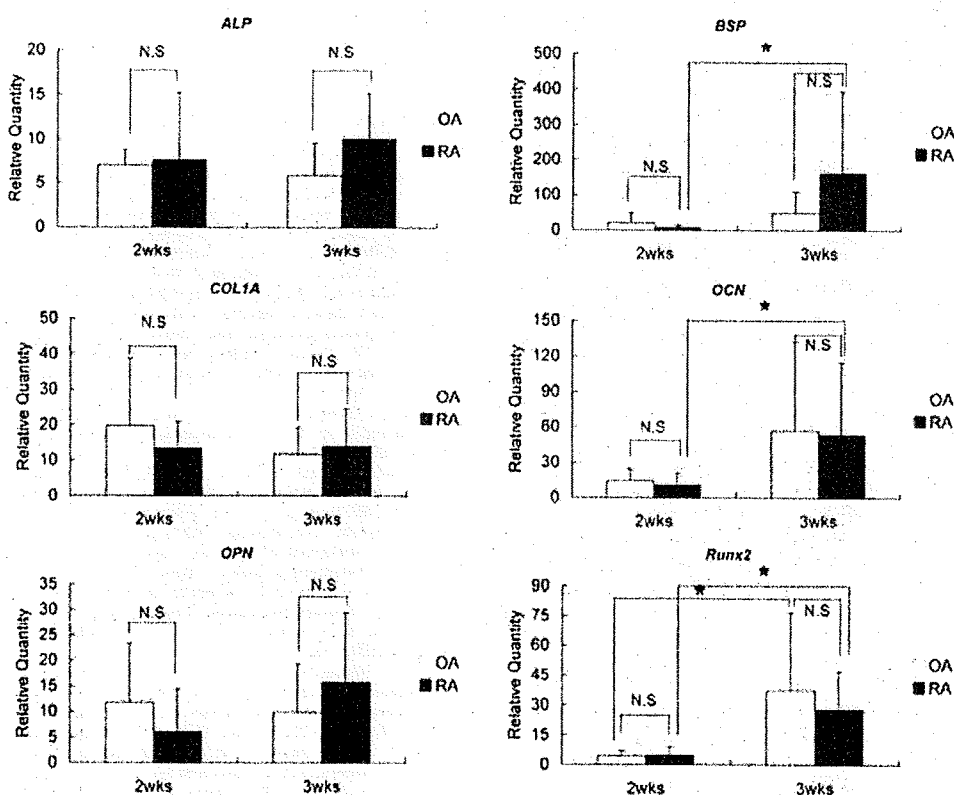 ALP
Relative Quantity
20
15
10
5
0
N.S
N.S
2wks
3wks
OA
RA
BSP
Relative Quantity
500
400
300
200
100
0
N.S
N.S
★
2wks
3wks
OA
RA
COL1A
Relative Quantity
50
40
30
20
10
0
N.S
N.S
2wks
3wks
OA
RA
OCN
Relative Quantity
150
120
90
60
30
0
N.S
N.S
★
2wks
3wks
OA
RA
OPN
Relative Quantity
35
30
25
20
15
10
5
0
N.S
N.S
2wks
3wks
OA
RA
Runx2
Relative Quantity
90
75
60
45
30
15
0
N.S
N.S
★
★
2wks
3wks
OA
RA